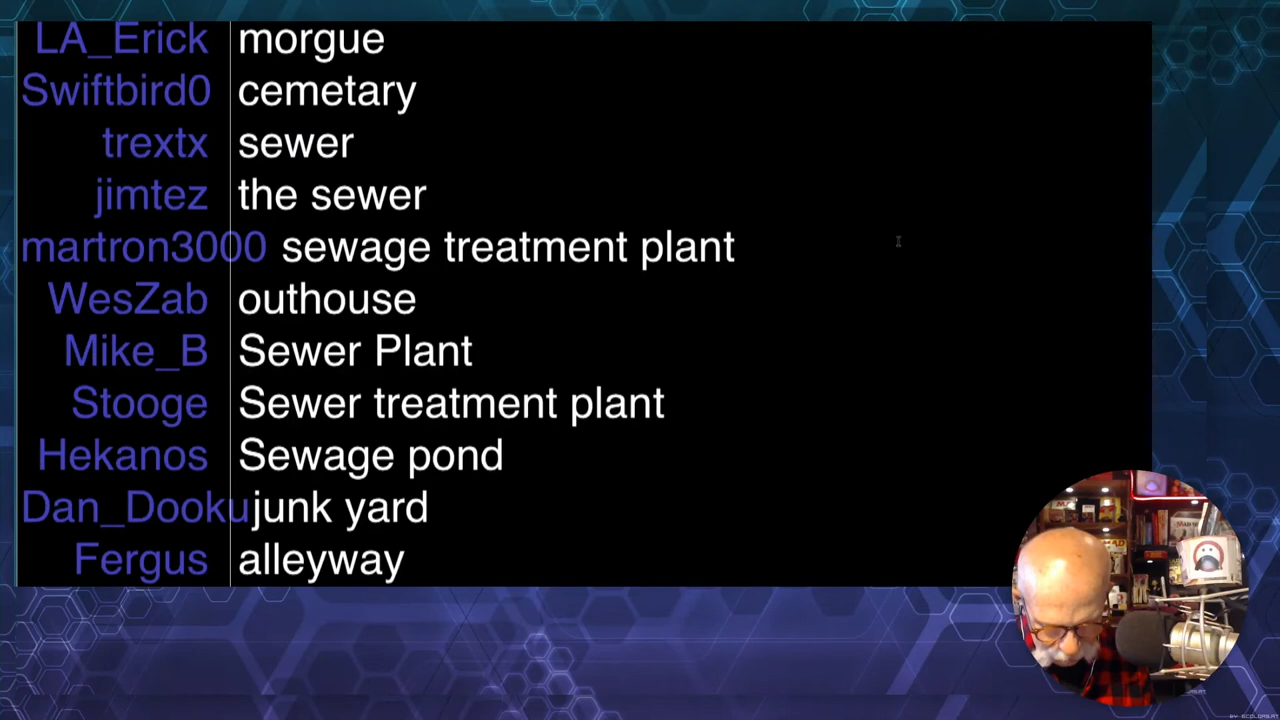 LA_Erick morgue
Swiftbird0 cemetary
trextx sewer
jimtez the sewer
martron3000 sewage treatment plant
WesZab outhouse
Mike_B Sewer Plant
Stooge Sewer treatment plant
Hekanos Sewage pond
Dan_Dooku junk yard
Fergus alleyway